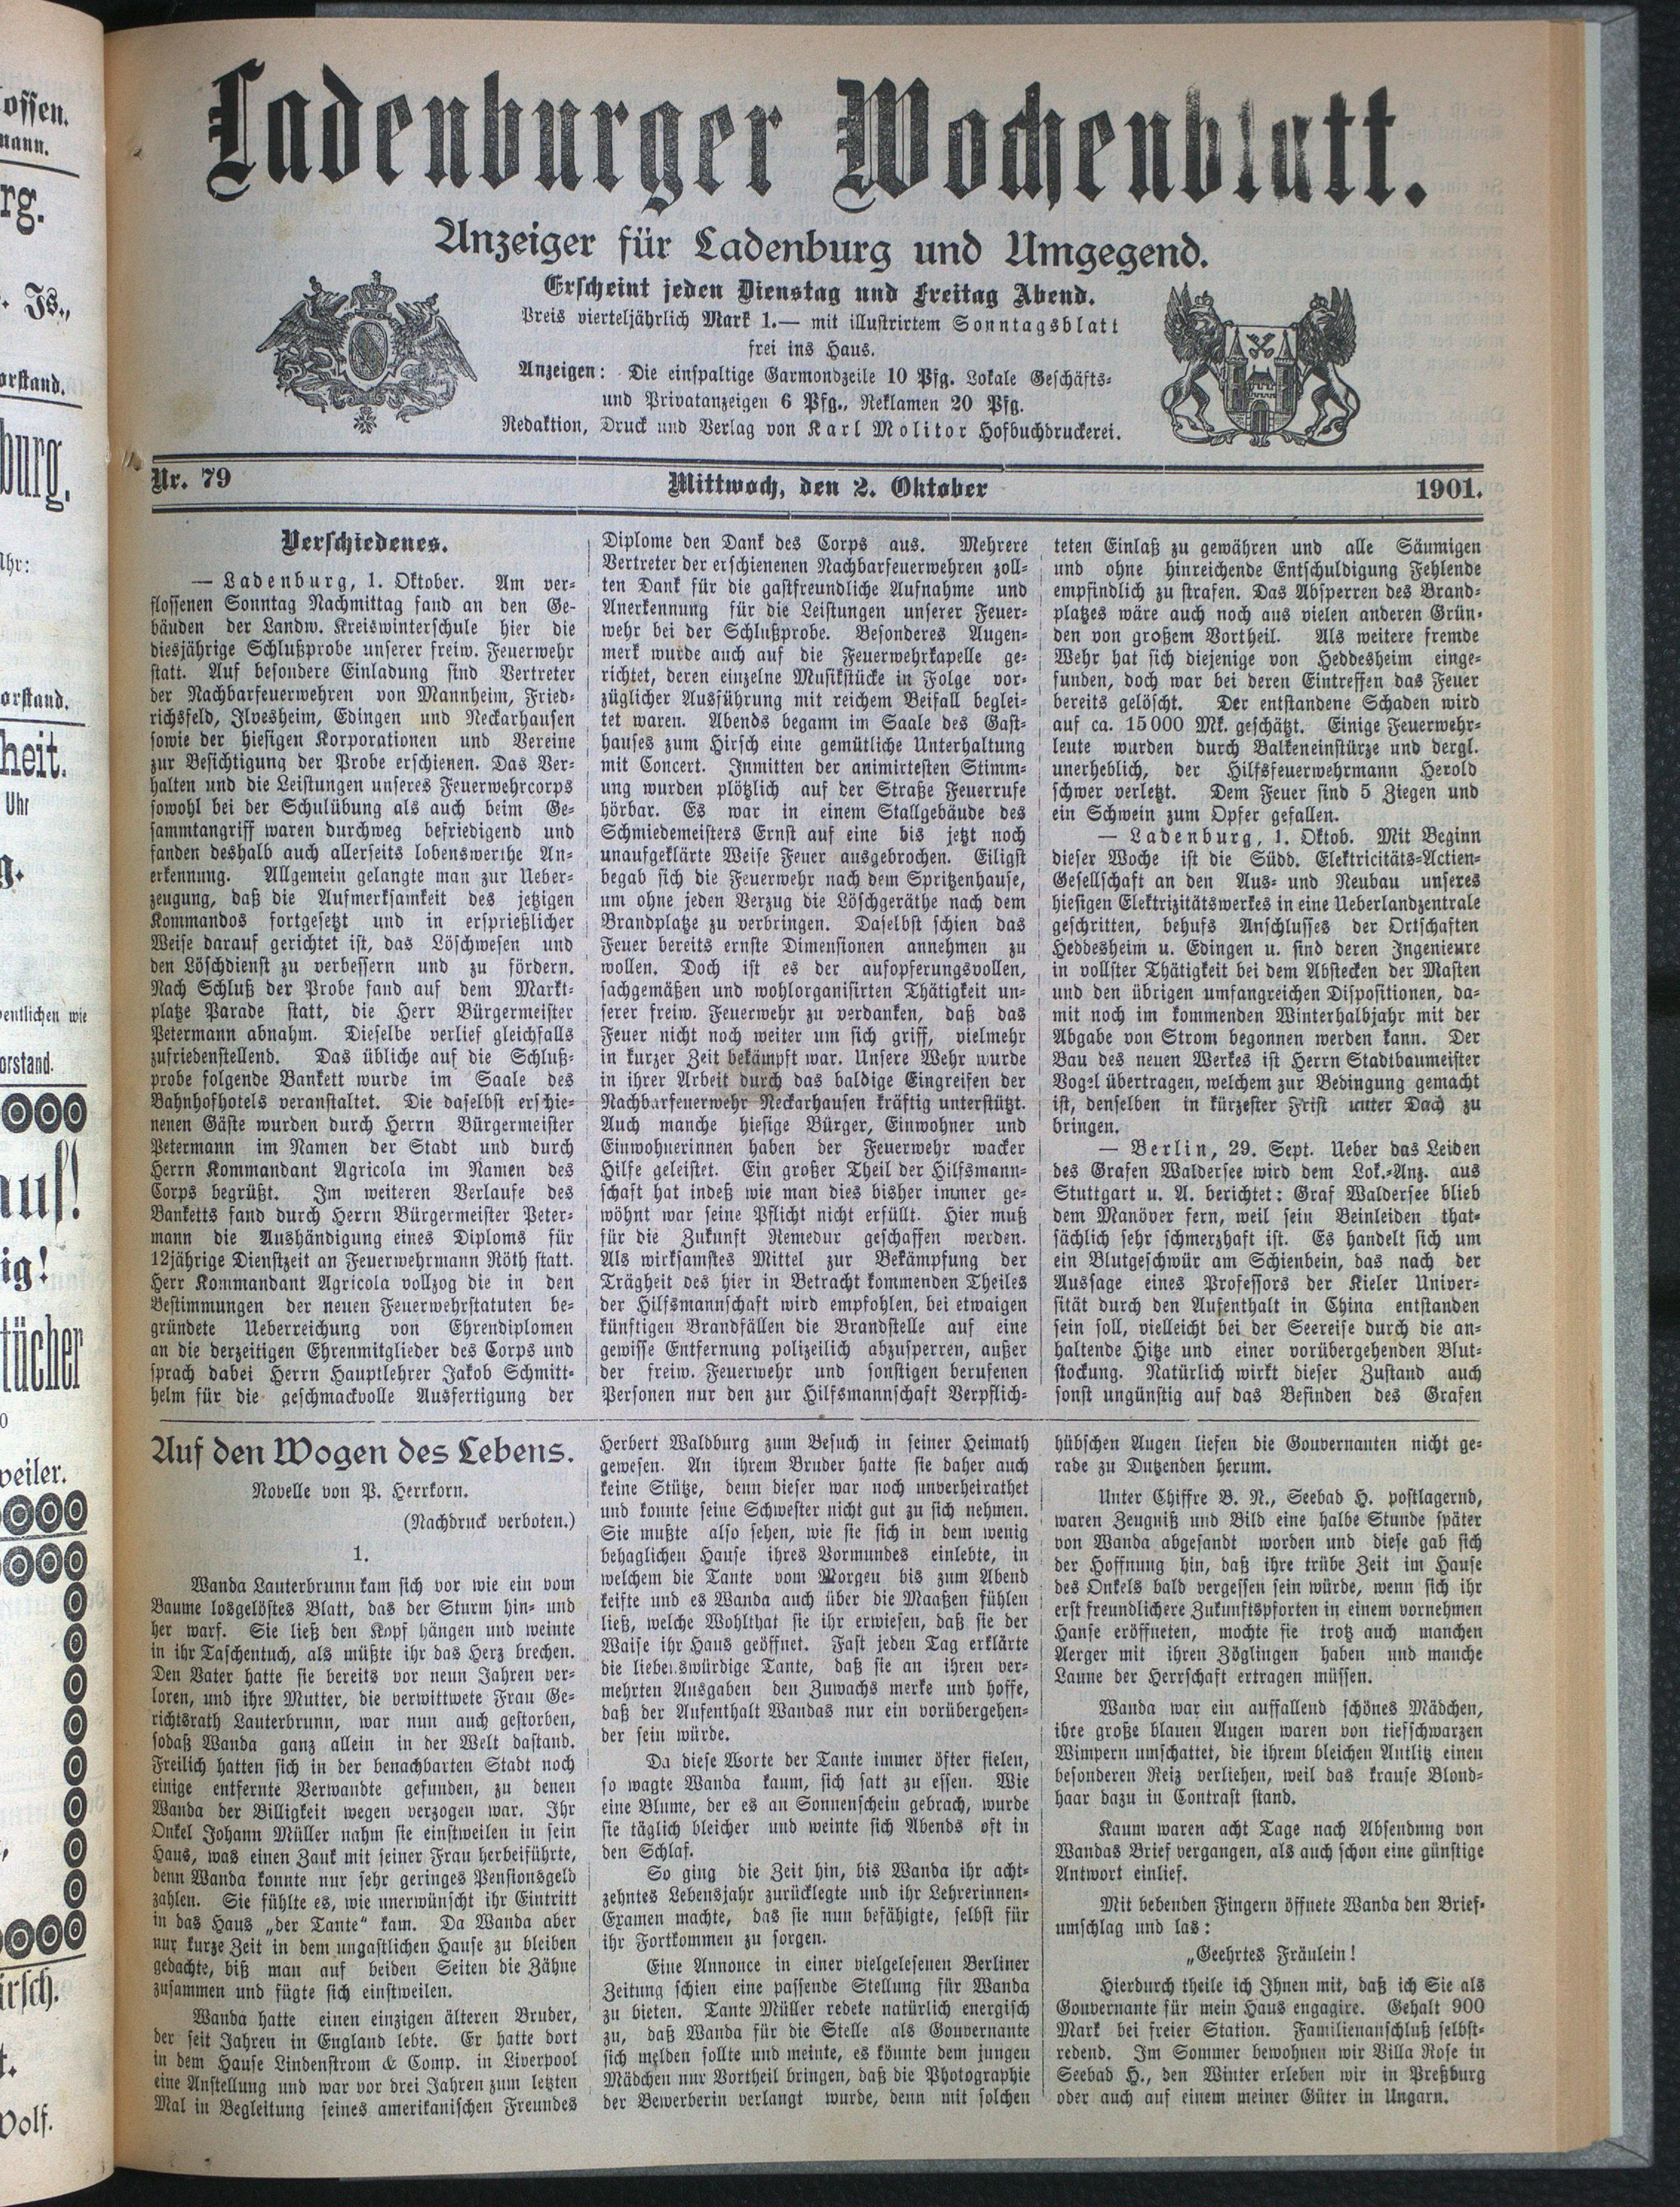 Ladenburger Wochenblatt.
Anzeiger für Ladenburg und Umgegend.
Erscheint jeden Dienstag und Freitag Abend.
Preis vierteljährlich Mark 1.— mit illustrirtem Sonntagsblatt
frei ins Haus.
Anzeigen: Die einspaltige Garmondzeile 10 Pfg. Lokale Geschäfts-
und Privatanzeigen 6 Pfg., Reklamen 20 Pfg.
Redaktion, Druck und Verlag von Karl Molitor Hofbuchdruckerei.
Nr. 79
Mittwoch, den 2. Oktober
1901.
Verschiedenes.
— Ladenburg, 1. Oktober. Am ver-
flossenen Sonntag Nachmittag fand an den Ge-
bäuden der Landw. Kreiswinterschule hier die
diesjährige Schlußprobe unserer freiw. Feuerwehr
statt. Auf besondere Einladung sind Vertreter
der Nachbarfeuerwehren von Mannheim, Fried-
richsfeld, Ilvesheim, Edingen und Neckarhausen
sowie der hiesigen Korporationen und Vereine
zur Besichtigung der Probe erschienen. Das Ver-
halten und die Leistungen unseres Feuerwehrcorps
sowohl bei der Schulübung als auch beim Ge-
sammtangriff waren durchweg befriedigend und
fanden deshalb auch allerseits lobenswerthe An-
erkennung. Allgemein gelangte man zur Ueber-
zeugung, daß die Aufmerksamkeit des jetzigen
Kommandos fortgesetzt und in ersprießlicher
Weise darauf gerichtet ist, das Löschwesen und
den Löschdienst zu verbessern und zu fördern.
Nach Schluß der Probe fand auf dem Markt-
platze Parade statt, die Herr Bürgermeister
Petermann abnahm. Dieselbe verlief gleichfalls
zufriedenstellend. Das übliche auf die Schluß-
probe folgende Bankett wurde im Saale des
Bahnhofhotels veranstaltet. Die daselbst erschie-
nenen Gäste wurden durch Herrn Bürgermeister
Petermann im Namen der Stadt und durch
Herrn Kommandant Agricola im Namen des
Corps begrüßt. Im weiteren Verlaufe des
Banketts fand durch Herrn Bürgermeister Peter-
mann die Aushändigung eines Diploms für
12jährige Dienstzeit an Feuerwehrmann Röth statt.
Herr Kommandant Agricola vollzog die in den
Bestimmungen der neuen Feuerwehrstatuten be-
gründete Ueberreichung von Ehrendiplomen
an die derzeitigen Ehrenmitglieder des Corps und
sprach dabei Herrn Hauptlehrer Jakob Schmitt-
helm für die geschmackvolle Ausfertigung der
Diplome den Dank des Corps aus. Mehrere
Vertreter der erschienenen Nachbarfeuerwehren zoll-
ten Dank für die gastfreundliche Aufnahme und
Anerkennung für die Leistungen unserer Feuer-
wehr bei der Schlußprobe. Besonderes Augen-
merk wurde auch auf die Feuerwehrkapelle ge-
richtet, deren einzelne Musikstücke in Folge vor-
züglicher Ausführung mit reichem Beifall beglei-
tet waren. Abends begann im Saale des Gast-
hauses zum Hirsch eine gemütliche Unterhaltung
mit Concert. Inmitten der animirtesten Stimm-
ung wurden plötzlich auf der Straße Feuerrufe
hörbar. Es war in einem Stallgebäude des
Schmiedemeisters Ernst auf eine bis jetzt noch
unaufgeklärte Weise Feuer ausgebrochen. Eiligst
begab sich die Feuerwehr nach dem Spritzenhause,
um ohne jeden Verzug die Löschgeräthe nach dem
Brandplatze zu verbringen. Daselbst schien das
Feuer bereits ernste Dimensionen annehmen zu
wollen. Doch ist es der aufopferungsvollen,
sachgemäßen und wohlorganisirten Thätigkeit un-
serer freiw. Feuerwehr zu verdanken, daß das
Feuer nicht noch weiter um sich griff, vielmehr
in kurzer Zeit bekämpft war. Unsere Wehr wurde
in ihrer Arbeit durch das baldige Eingreifen der
Nachbarfeuerwehr Neckarhausen kräftig unterstützt.
Auch manche hiesige Bürger, Einwohner und
Einwohnerinnen haben der Feuerwehr wacker
Hilfe geleistet. Ein großer Theil der Hilfsmann-
schaft hat indeß wie man dies bisher immer ge-
wöhnt war seine Pflicht nicht erfüllt. Hier muß
für die Zukunft Remedur geschaffen werden.
Als wirksamstes Mittel zur Bekämpfung der
Trägheit des hier in Betracht kommenden Theiles
der Hilfsmannschaft wird empfohlen, bei etwaigen
künftigen Brandfällen die Brandstelle auf eine
gewisse Entfernung polizeilich abzusperren, außer
der freiw. Feuerwehr und sonstigen berufenen
Personen nur den zur Hilfsmannschaft Verpflich-
teten Einlaß zu gewähren und alle Säumigen
und ohne hinreichende Entschuldigung Fehlende
empfindlich zu strafen. Das Absperren des Brand-
platzes wäre auch noch aus vielen anderen Grün-
den von großem Vortheil. Als weitere fremde
Wehr hat sich diejenige von Heddesheim einge-
funden, doch war bei deren Eintreffen das Feuer
bereits gelöscht. Der entstandene Schaden wird
auf ca. 15000 Mk. geschätzt. Einige Feuerwehr-
leute wurden durch Balkeneinstürze und dergl.
unerheblich, der Hilfsfeuerwehrmann Herold
schwer verletzt. Dem Feuer sind 5 Ziegen und
ein Schwein zum Opfer gefallen.
— Ladenburg, 1. Oktob. Mit Beginn
dieser Woche ist die Südd. Elektricitäts-Actien-
Gesellschaft an den Aus- und Neubau unseres
hiesigen Elektrizitätswerkes in eine Ueberlandzentrale
geschritten, behufs Anschlusses der Ortschaften
Heddesheim u. Edingen u. sind deren Ingenieure
in vollster Thätigkeit bei dem Abstecken der Masten
und den übrigen umfangreichen Dispositionen, da-
mit noch im kommenden Winterhalbjahr mit der
Abgabe von Strom begonnen werden kann. Der
Bau des neuen Werkes ist Herrn Stadtbaumeister
Vogel übertragen, welchem zur Bedingung gemacht
ist, denselben in kürzester Frist unter Dach zu
bringen.
— Berlin, 29. Sept. Ueber das Leiden
des Grafen Waldersee wird dem Lok.-Anz. aus
Stuttgart u. A. berichtet: Graf Waldersee blieb
dem Manöver fern, weil sein Beinleiden that-
sächlich sehr schmerzhaft ist. Es handelt sich um
ein Blutgeschwür am Schienbein, das nach der
Aussage eines Professors der Kieler Univer-
sität durch den Aufenthalt in China entstanden
sein soll, vielleicht bei der Seereise durch die an-
haltende Hitze und einer vorübergehenden Blut-
stockung. Natürlich wirkt dieser Zustand auch
sonst ungünstig auf das Befinden des Grafen
Auf den Wogen des Lebens.
Novelle von P. Herrkorn.
(Nachdruck verboten.)
1.
Wanda Lauterbrunn kam sich vor wie ein vom
Baume losgelöstes Blatt, das der Sturm hin- und
her warf. Sie ließ den Kopf hängen und weinte
in ihr Taschentuch, als müßte ihr das Herz brechen.
Den Vater hatte sie bereits vor neun Jahren ver-
loren, und ihre Mutter, die verwittwete Frau Ge-
richtsrath Lauterbrunn, war nun auch gestorben,
sodaß Wanda ganz allein in der Welt dastand.
Freilich hatten sich in der benachbarten Stadt noch
einige entfernte Verwandte gefunden, zu denen
Wanda der Billigkeit wegen verzogen war. Ihr
Onkel Johann Müller nahm sie einstweilen in sein
Haus, was einen Zank mit seiner Frau herbeiführte,
denn Wanda konnte nur sehr geringes Pensionsgeld
zahlen. Sie fühlte es, wie unerwünscht ihr Eintritt
in das Haus „der Tante“ kam. Da Wanda aber
nur kurze Zeit in dem ungastlichen Hause zu bleiben
gedachte, biß man auf beiden Seiten die Zähne
zusammen und fügte sich einstweilen.
Wanda hatte einen einzigen älteren Bruder,
der seit Jahren in England lebte. Er hatte dort
in dem Hause Lindenstrom & Comp. in Liverpool
eine Anstellung und war vor drei Jahren zum letzten
Mal in Begleitung seines amerikanischen Freundes
Herbert Waldburg zum Besuch in seiner Heimath
gewesen. An ihrem Bruder hatte sie daher auch
keine Stütze, denn dieser war noch unverheirathet
und konnte seine Schwester nicht gut zu sich nehmen.
Sie mußte also sehen, wie sie sich in dem wenig
behaglichen Hause ihres Vormundes einlebte, in
welchem die Tante vom Morgen bis zum Abend
keifte und es Wanda auch über die Maaßen fühlen
ließ, welche Wohlthat sie ihr erwiesen, daß sie der
Waise ihr Haus geöffnet. Fast jeden Tag erklärte
die liebenswürdige Tante, daß sie an ihren ver-
mehrten Ausgaben den Zuwachs merke und hoffe,
daß der Aufenthalt Wandas nur ein vorübergehen-
der sein würde.
Da diese Worte der Tante immer öfter fielen,
so wagte Wanda kaum, sich satt zu essen. Wie
eine Blume, der es an Sonnenschein gebrach, wurde
sie täglich bleicher und weinte sich Abends oft in
den Schlaf.
So ging die Zeit hin, bis Wanda ihr acht-
zehntes Lebensjahr zurücklegte und ihr Lehrerinnen-
Examen machte, das sie nun befähigte, selbst für
ihr Fortkommen zu sorgen.
Eine Annonce in einer vielgelesenen Berliner
Zeitung schien eine passende Stellung für Wanda
zu bieten. Tante Müller redete natürlich energisch
zu, daß Wanda für die Stelle als Gouvernante
sich melden sollte und meinte, es könnte dem jungen
Mädchen nur Vortheil bringen, daß die Photographie
der Bewerberin verlangt wurde, denn mit solchen
hübschen Augen liefen die Gouvernanten nicht ge-
rade zu Dutzenden herum.
Unter Chiffre B. N., Seebad H. postlagernd,
waren Zeugniß und Bild eine halbe Stunde später
von Wanda abgesandt worden und diese gab sich
der Hoffnung hin, daß ihre trübe Zeit im Hause
des Onkels bald vergessen sein würde, wenn sich ihr
erst freundlichere Zukunftspforten in einem vornehmen
Hause eröffneten, mochte sie trotz auch manchen
Aerger mit ihren Zöglingen haben und manche
Laune der Herrschaft ertragen müssen.
Wanda war ein auffallend schönes Mädchen,
ihre große blauen Augen waren von tiefschwarzen
Wimpern umschattet, die ihrem bleichen Antlitz einen
besonderen Reiz verliehen, weil das krause Blond-
haar dazu in Contrast stand.
Kaum waren acht Tage nach Absendung von
Wandas Brief vergangen, als auch schon eine günstige
Antwort einlief.
Mit bebenden Fingern öffnete Wanda den Brief-
umschlag und las:
„Geehrtes Fräulein!
Hierdurch theile ich Ihnen mit, daß ich Sie als
Gouvernante für mein Haus engagire. Gehalt 900
Mark bei freier Station. Familienanschluß selbst-
redend. Im Sommer bewohnen wir Villa Rose in
Seebad H., den Winter erleben wir in Preßburg
oder auch auf einem meiner Güter in Ungarn.